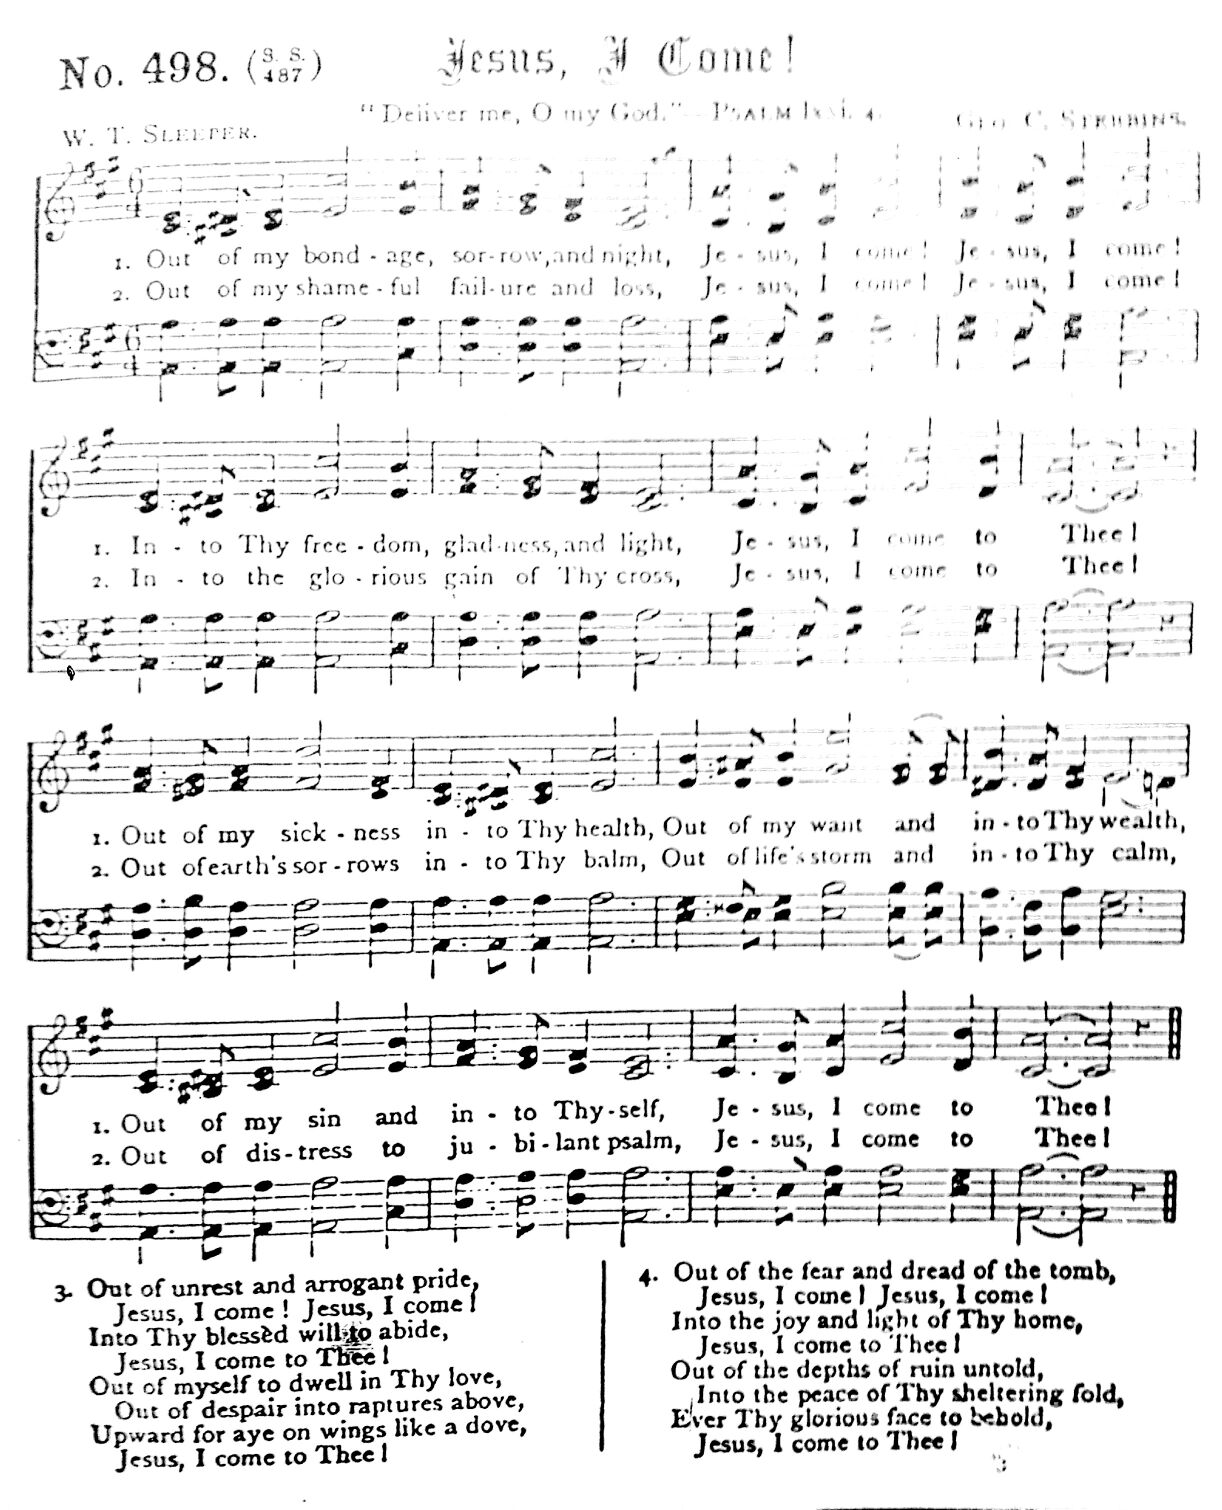 No. 498. (S. S. 487)
Jesus, I Come!
"Deliver me, O my God."—PSALM lxxi. 4.
W. T. SLEEPER.
GEO. C. STEBBINS.
1. Out of my bond - age, sor - row, and night, Je - sus, I come! Je - sus, I come!
2. Out of my shame - ful fail - ure and loss, Je - sus, I come! Je - sus, I come!
1. In - to Thy free - dom, glad - ness, and light, Je - sus, I come to Thee!
2. In - to the glo - rious gain of Thy cross, Je - sus, I come to Thee!
1. Out of my sick - ness in - to Thy health, Out of my want and in - to Thy wealth,
2. Out of earth's sor - rows in - to Thy balm, Out of life's storm and in - to Thy calm,
1. Out of my sin and in - to Thy - self, Je - sus, I come to Thee!
2. Out of dis - tress to ju - bi - lant psalm, Je - sus, I come to Thee!
3. Out of unrest and arrogant pride,
Jesus, I come! Jesus, I come!
Into Thy blessèd will to abide,
Jesus, I come to Thee!
Out of myself to dwell in Thy love,
Out of despair into raptures above,
Upward for aye on wings like a dove,
Jesus, I come to Thee!
4. Out of the fear and dread of the tomb,
Jesus, I come! Jesus, I come!
Into the joy and light of Thy home,
Jesus, I come to Thee!
Out of the depths of ruin untold,
Into the peace of Thy sheltering fold,
Ever Thy glorious face to behold,
Jesus, I come to Thee!